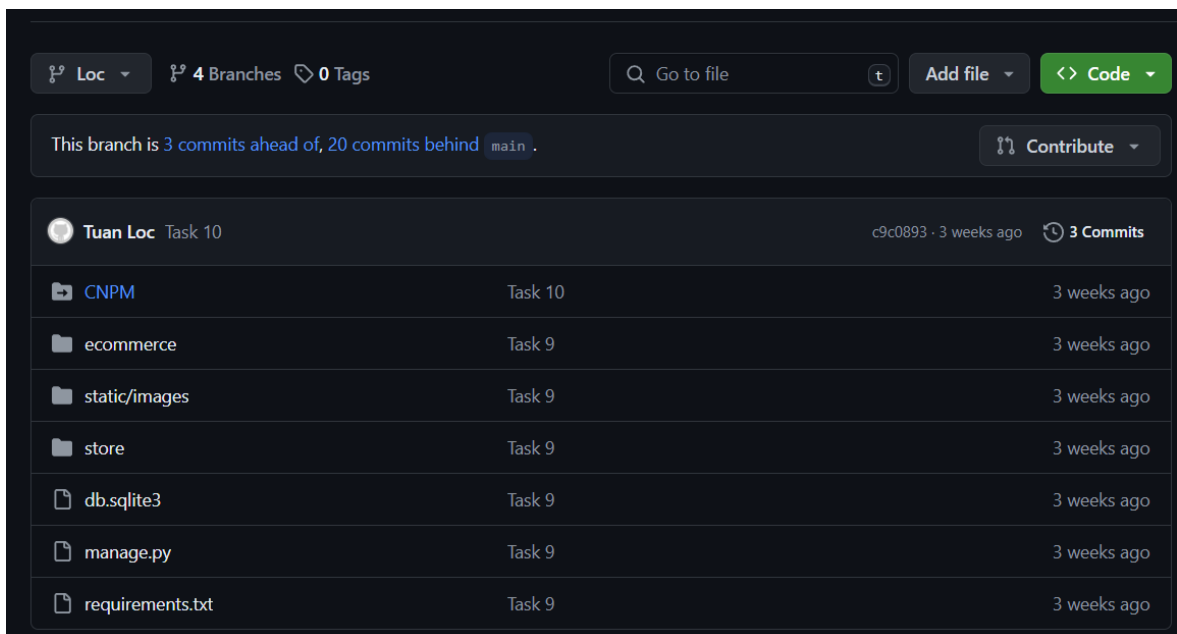 Loc 4 Branches 0 Tags Go to file t Add file Code
This branch is 3 commits ahead of, 20 commits behind main . Contribute
Tuan Loc Task 10 c9c0893 · 3 weeks ago 3 Commits
CNPM Task 10 3 weeks ago
ecommerce Task 9 3 weeks ago
static/images Task 9 3 weeks ago
store Task 9 3 weeks ago
db.sqlite3 Task 9 3 weeks ago
manage.py Task 9 3 weeks ago
requirements.txt Task 9 3 weeks ago